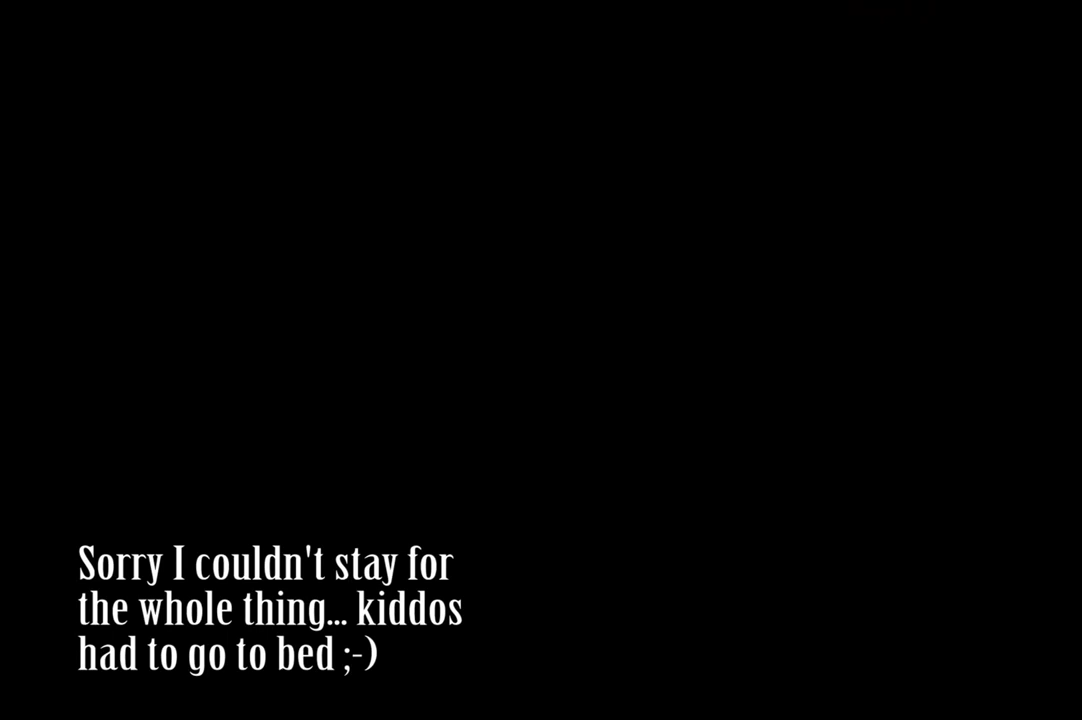 Sorry I couldn't stay for
the whole thing... kiddos
had to go to bed ;-)